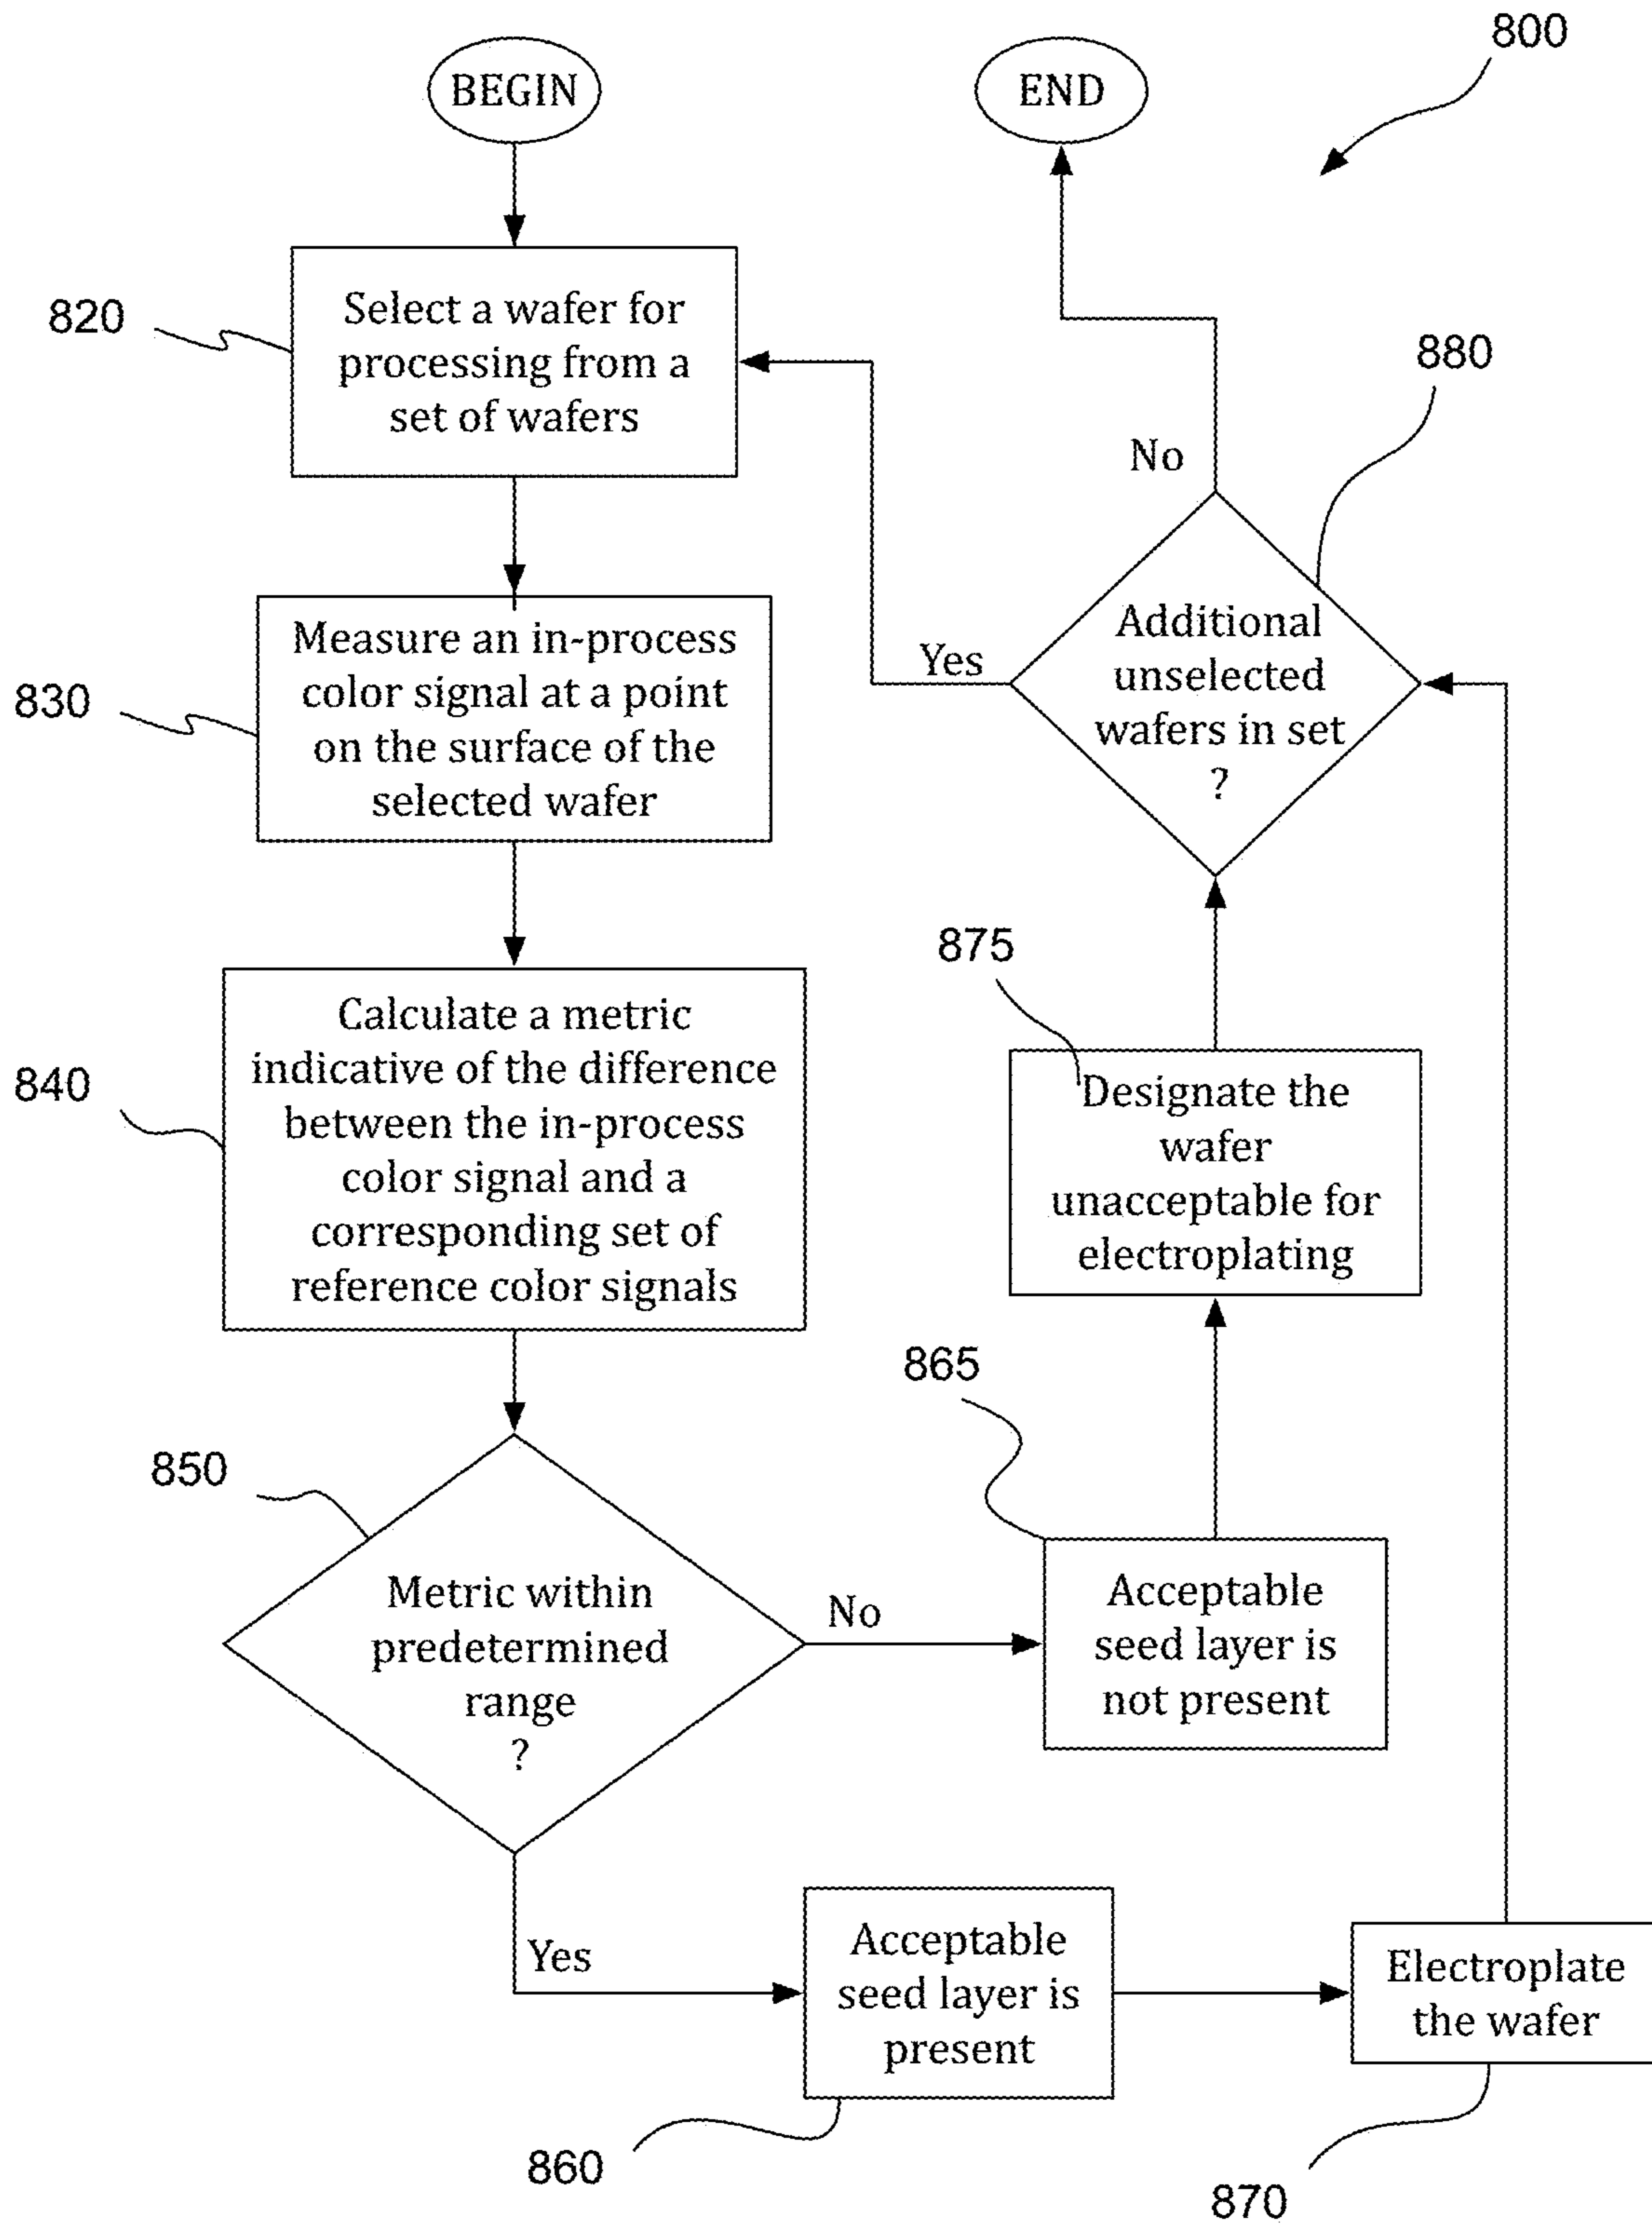 800
BEGIN
END
820
Select a wafer for
processing from a
set of wafers
880
No
830
Measure an in-process
color signal at a point
on the surface of the
selected wafer
Yes
Additional
unselected
wafers in set
?
840
Calculate a metric
indicative of the difference
between the in-process
color signal and a
corresponding set of
reference color signals
875
Designate the
wafer
unacceptable for
electroplating
850
Metric within
predetermined
range
?
No
865
Acceptable
seed layer is
not present
Yes
Acceptable
seed layer is
present
860
Electroplate
the wafer
870